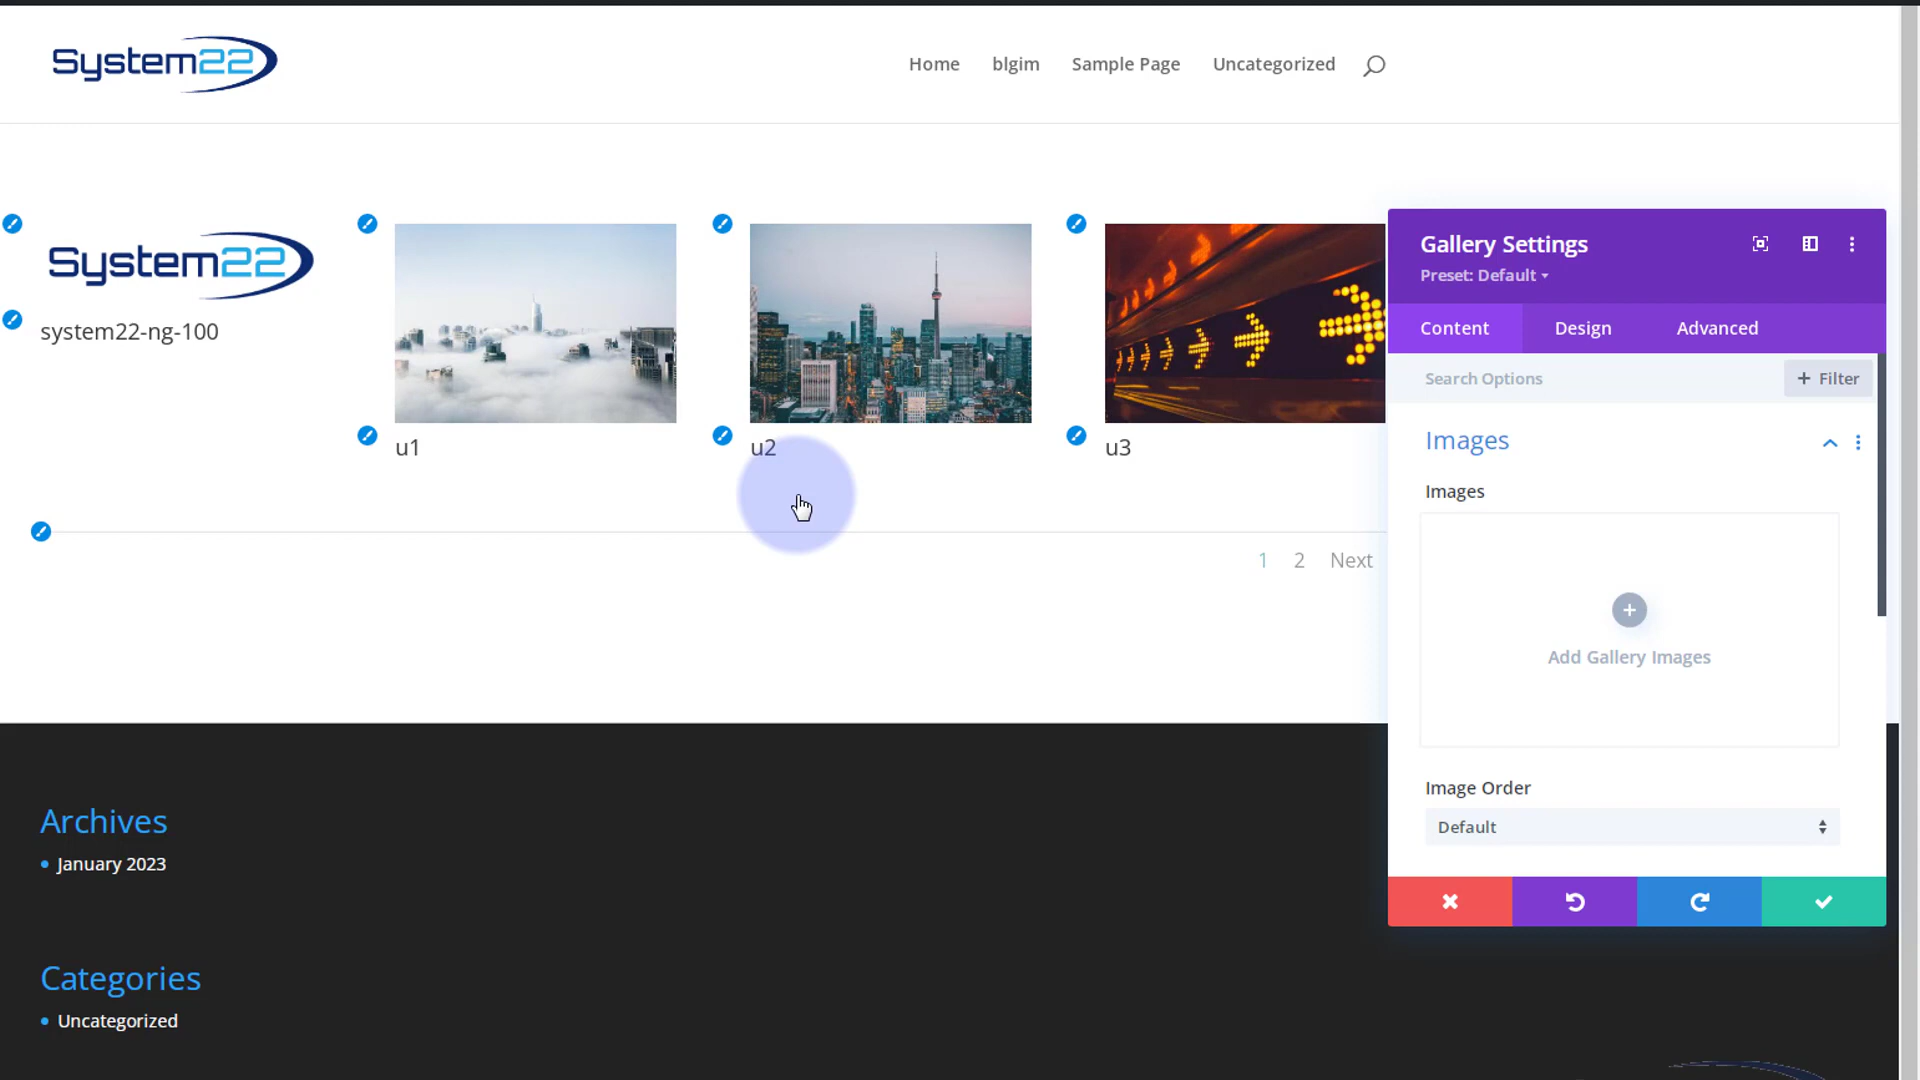 System22
Home blgim Sample Page Uncategorized
System22
system22-ng-100
u1
u2
u3
1 2 Next
Gallery Settings
Preset: Default
Content Design Advanced
Search Options
+ Filter
Images
Images
Add Gallery Images
Image Order
Default
Archives
January 2023
Categories
Uncategorized